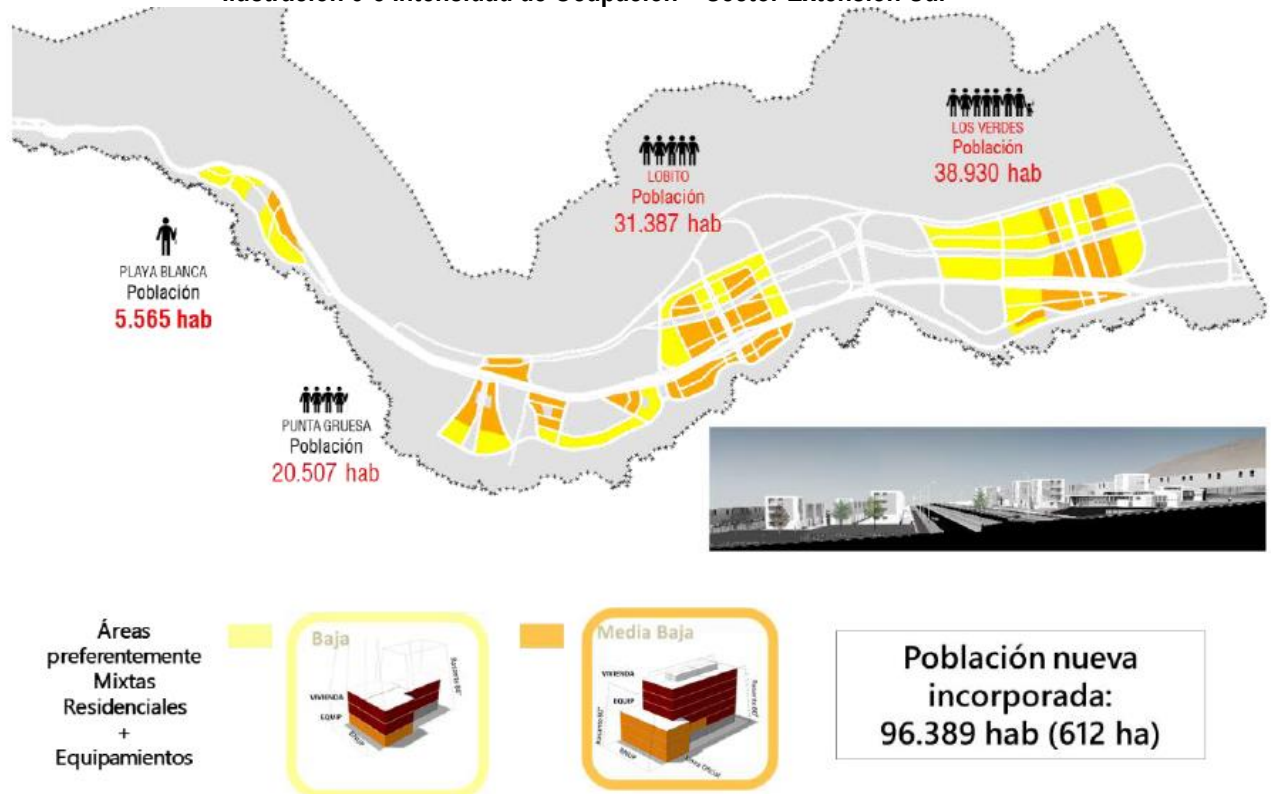 LOS VERDES
Población
38.930 hab
LOBITO
Población
31.387 hab
PLAYA BLANCA
Población
5.565 hab
PUNTA GRUESA
Población
20.507 hab
Áreas
preferentemente
Mixtas
Residenciales
+
Equipamientos
Baja
VIVIENDA
EQUIP
Media Baja
VIVIENDA
EQUIP
Población nueva
incorporada:
96.389 hab (612 ha)